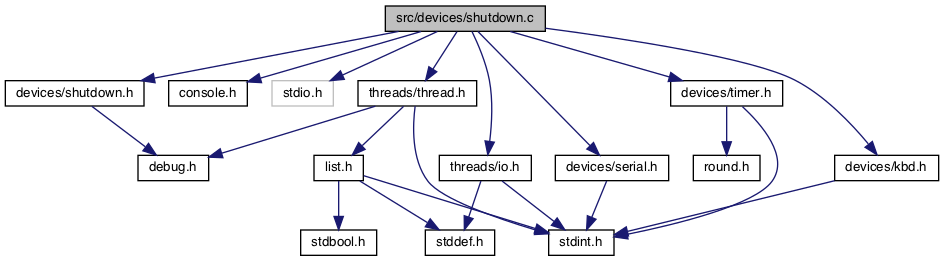 src/devices/shutdown.c
devices/shutdown.h
console.h
stdio.h
threads/thread.h
devices/timer.h
debug.h
list.h
threads/io.h
devices/serial.h
round.h
devices/kbd.h
stdbool.h
stddef.h
stdint.h